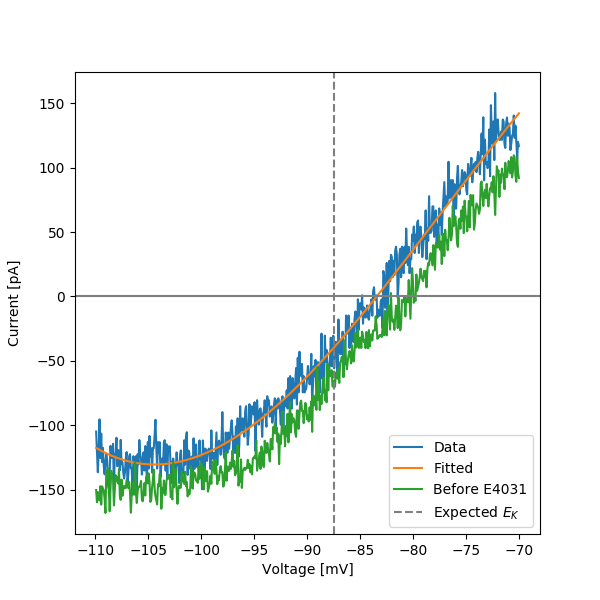 150
100
50
0
−50
−100
−150
Current [pA]
−110 −105 −100 −95 −90 −85 −80 −75 −70
Voltage [mV]
Data
Fitted
Before E4031
Expected E_K